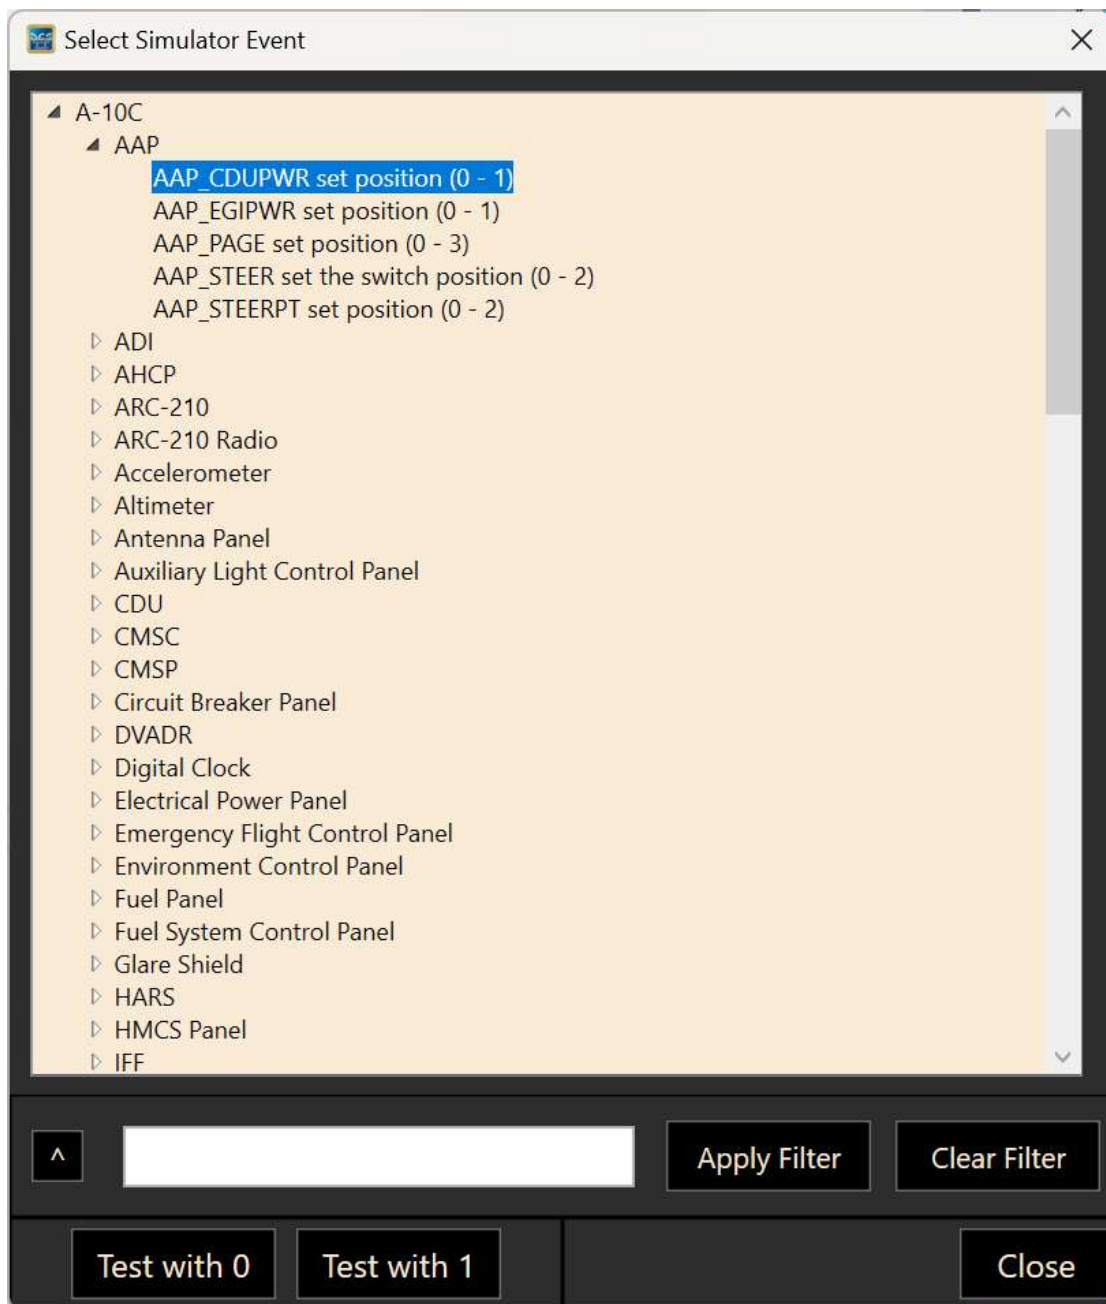 Select Simulator Event
A-10C
AAP
AAP_CDUPWR set position (0 - 1)
AAP_EGIPWR set position (0 - 1)
AAP_PAGE set position (0 - 3)
AAP_STEER set the switch position (0 - 2)
AAP_STEERPT set position (0 - 2)
ADI
AHCP
ARC-210
ARC-210 Radio
Accelerometer
Altimeter
Antenna Panel
Auxiliary Light Control Panel
CDU
CMSC
CMSP
Circuit Breaker Panel
DVADR
Digital Clock
Electrical Power Panel
Emergency Flight Control Panel
Environment Control Panel
Fuel Panel
Fuel System Control Panel
Glare Shield
HARS
HMCS Panel
IFF
^ Apply Filter Clear Filter
Test with 0 Test with 1 Close